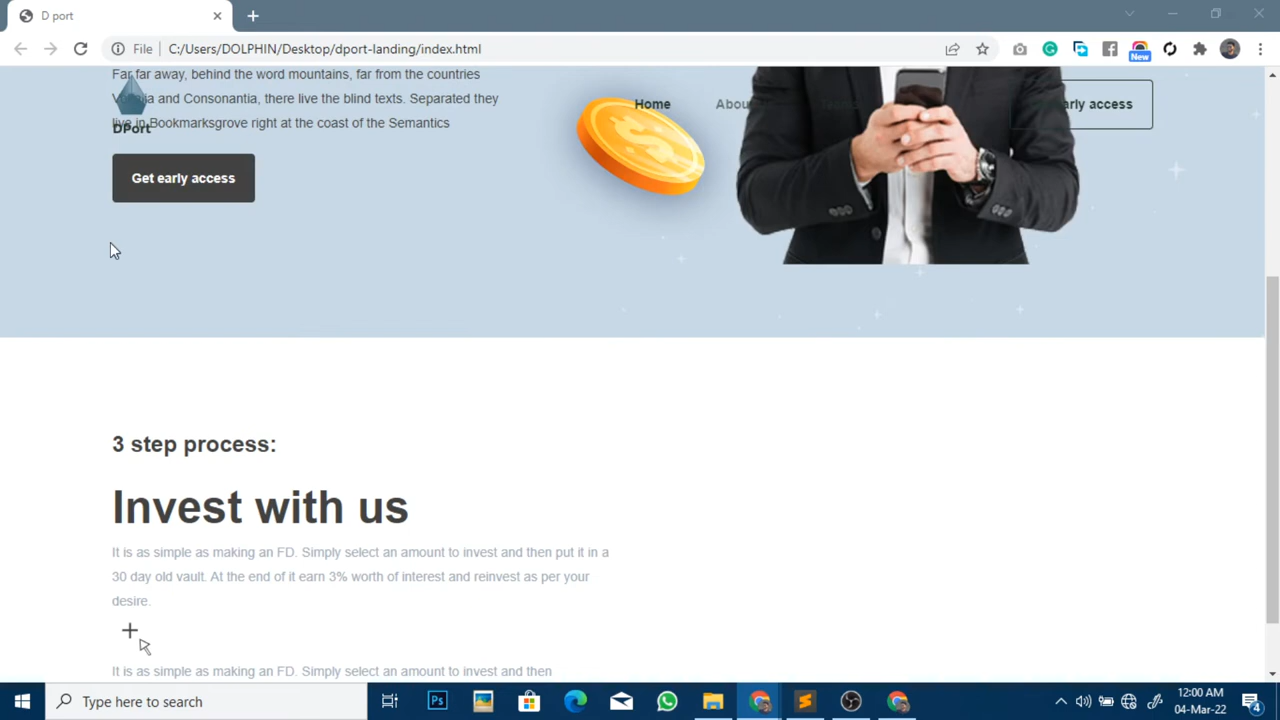 D port
File
C:/Users/DOLPHIN/Desktop/dport-landing/index.html
New
Far far away, behind the word mountains, far from the countries
and Consonantia, there live the blind texts. Separated they
live in Bookmarksgrove right at the coast of the Semantics
DPort
Home
early access
Get early access
3 step process:
Invest with us
It is as simple as making an FD. Simply select an amount to invest and then put it in a
30 day old vault. At the end of it earn 3% worth of interest and reinvest as per your
desire.
It is as simple as making an FD. Simply select an amount to invest and then
Type here to search
Ps
12:00 AM
04-Mar-22
4